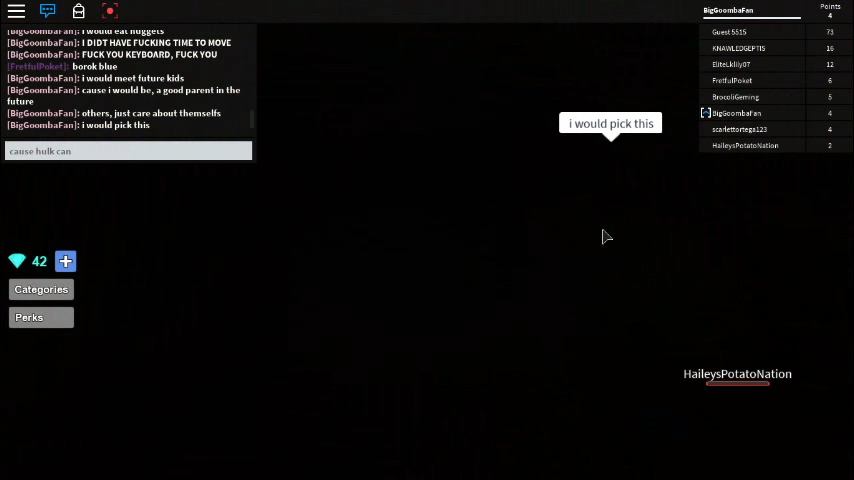 BigGoombaFan
Points
4
[BigGoombaFan]: i would eat nuggets
[BigGoombaFan]: I DIDT HAVE FUCKING TIME TO MOVE
[BigGoombaFan]: FUCK YOU KEYBOARD, FUCK YOU
[FretfulPoket]: borok blue
[BigGoombaFan]: i would meet future kids
[BigGoombaFan]: cause i would be, a good parent in the
future
[BigGoombaFan]: others, just care about themselfs
[BigGoombaFan]: i would pick this
cause hulk can
i would pick this
Guest 5515 73
KNAWLEDGEPTIS 16
EliteLklily07 12
FretfulPoket 6
BrocoliGeming 5
BigGoombaFan 4
scarlettortega123 4
HaileysPotatoNation 2
42 +
Categories
Perks
HaileysPotatoNation